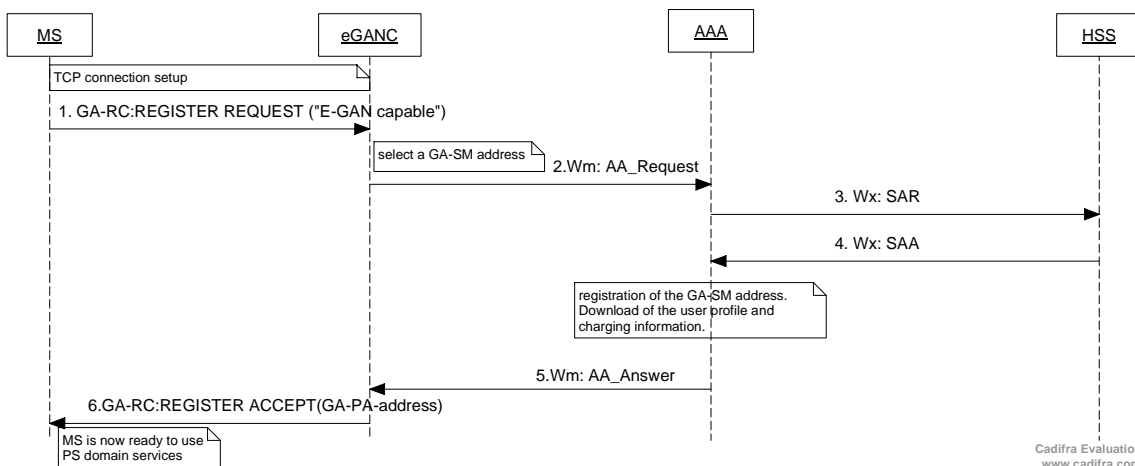 MS
eGANC
AAA
HSS
TCP connection setup
1. GA-RC:REGISTER REQUEST ("E-GAN capable")
select a GA-SM address
2.Wm: AA_Request
3. Wx: SAR
4. Wx: SAA
registration of the GA-SM address.
Download of the user profile and
charging information.
5.Wm: AA_Answer
6.GA-RC:REGISTER ACCEPT(GA-PA-address)
MS is now ready to use
PS domain services
Cadifra Evaluation
www.cadifra.com